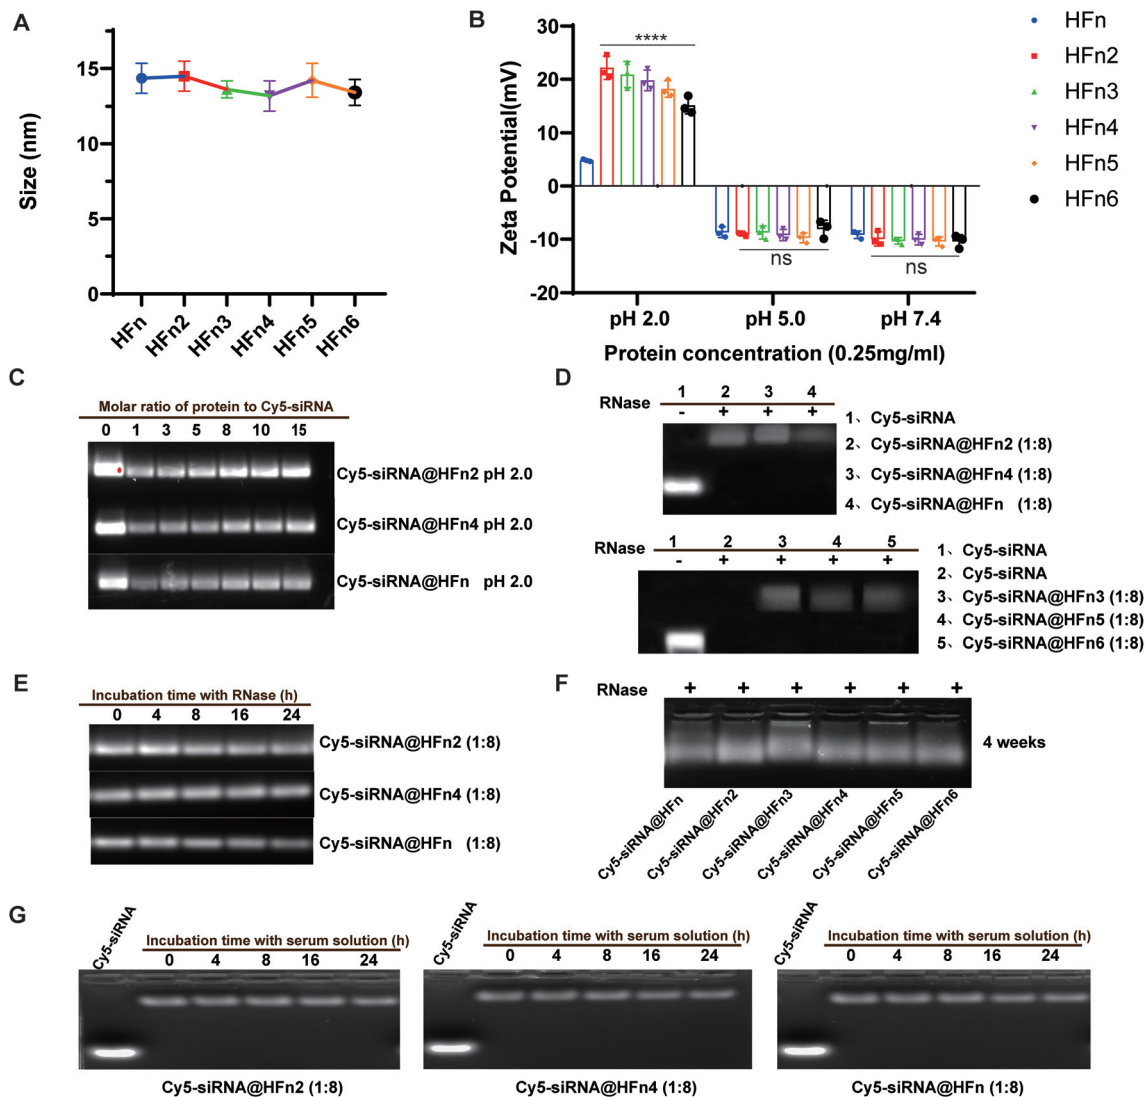 A
Size (nm)
15
10
5
0
HFn
HFn2
HFn3
HFn4
HFn5
HFn6
B
Zeta Potential(mV)
30
20
10
0
-10
-20
****
ns
ns
pH 2.0
pH 5.0
pH 7.4
Protein concentration (0.25mg/ml)
HFn
HFn2
HFn3
HFn4
HFn5
HFn6
C
Molar ratio of protein to Cy5-siRNA
0 1 3 5 8 10 15
Cy5-siRNA@HFn2 pH 2.0
Cy5-siRNA@HFn4 pH 2.0
Cy5-siRNA@HFn pH 2.0
D
1 2 3 4
RNase
- + + +
1、Cy5-siRNA
2、Cy5-siRNA@HFn2 (1:8)
3、Cy5-siRNA@HFn4 (1:8)
4、Cy5-siRNA@HFn (1:8)
RNase 1 2 3 4 5
- + + + +
1、Cy5-siRNA
2、Cy5-siRNA
3、Cy5-siRNA@HFn3 (1:8)
4、Cy5-siRNA@HFn5 (1:8)
5、Cy5-siRNA@HFn6 (1:8)
E
Incubation time with RNase (h)
0 4 8 16 24
Cy5-siRNA@HFn2 (1:8)
Cy5-siRNA@HFn4 (1:8)
Cy5-siRNA@HFn (1:8)
F
RNase + + + + + +
4 weeks
Cy5-siRNA@HFn
Cy5-siRNA@HFn2
Cy5-siRNA@HFn3
Cy5-siRNA@HFn4
Cy5-siRNA@HFn5
Cy5-siRNA@HFn6
G
Cy5-siRNA
Incubation time with serum solution (h)
0 4 8 16 24
Cy5-siRNA@HFn2 (1:8)
Cy5-siRNA
Incubation time with serum solution (h)
0 4 8 16 24
Cy5-siRNA@HFn4 (1:8)
Cy5-siRNA
Incubation time with serum solution (h)
0 4 8 16 24
Cy5-siRNA@HFn (1:8)